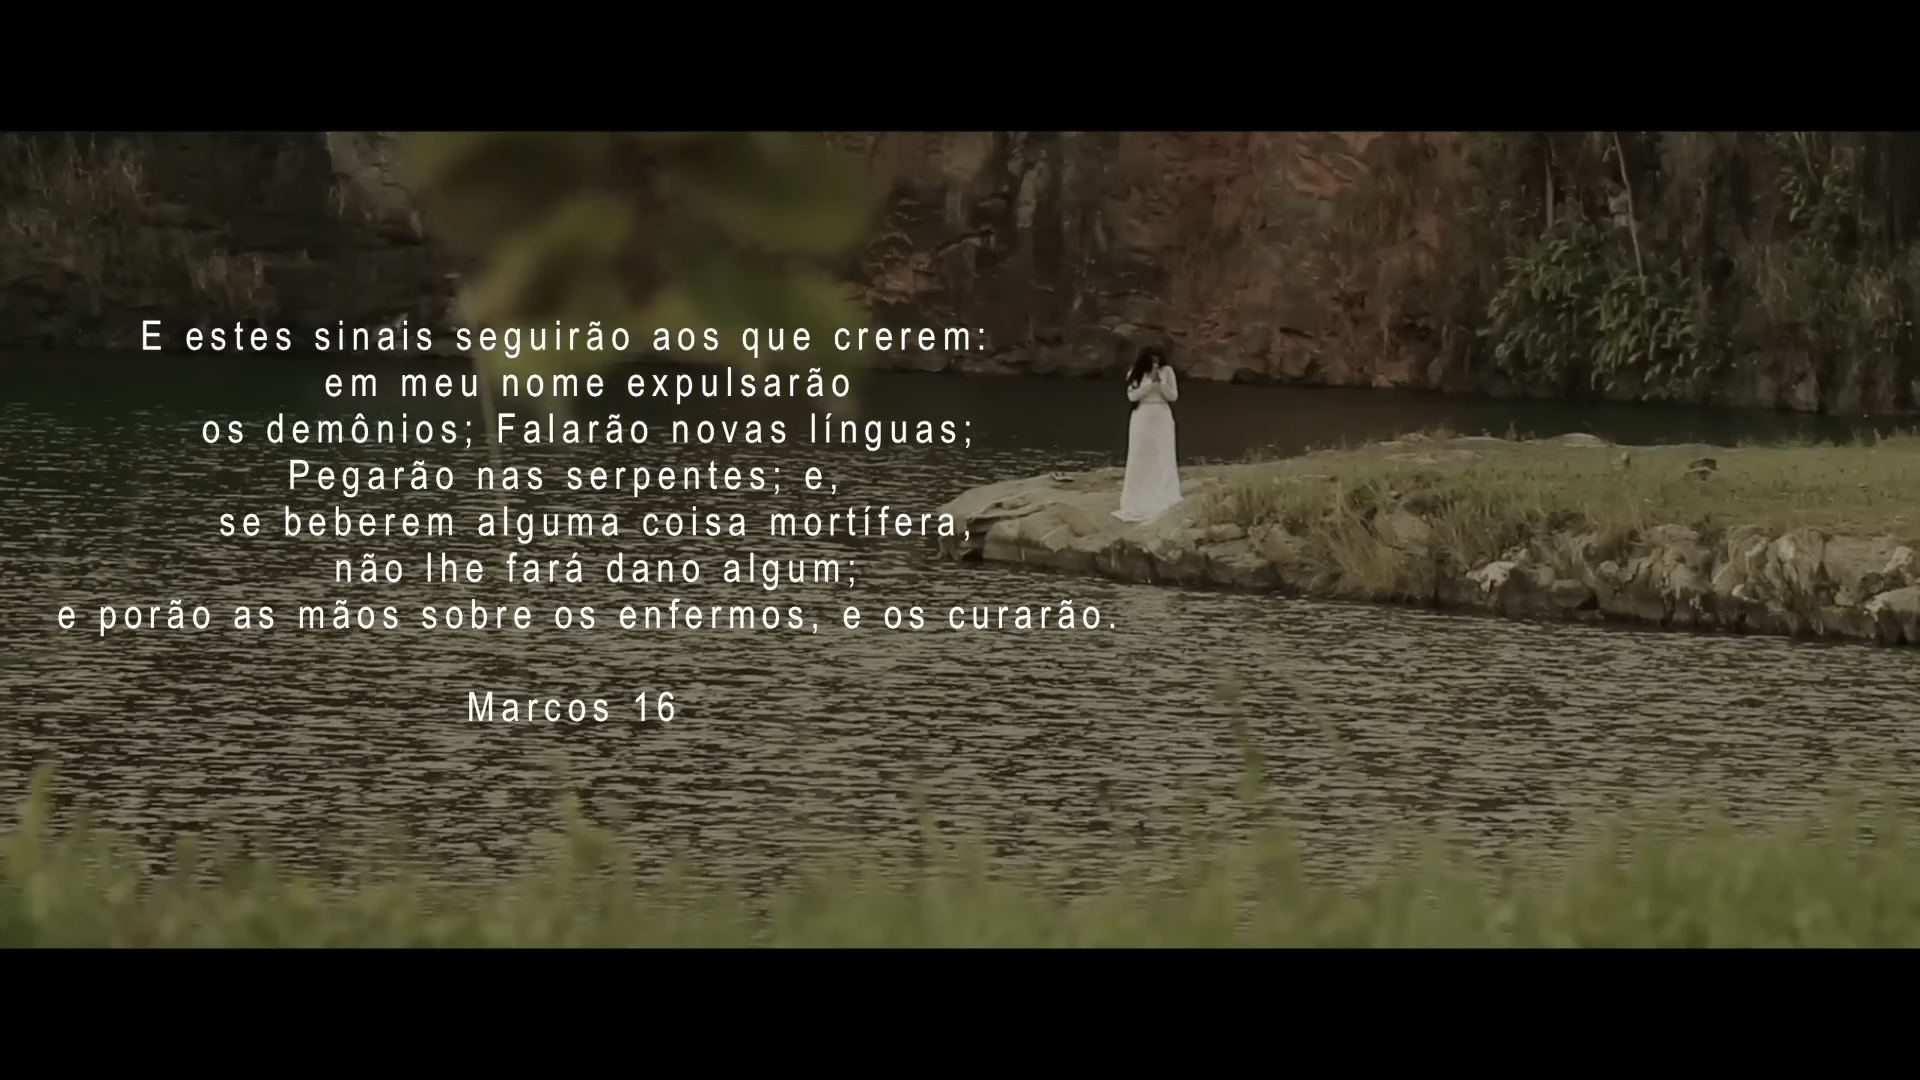 E estes sinais seguirão aos que crerem:
em meu nome expulsarão
os demônios; Falarão novas línguas;
Pegarão nas serpentes; e,
se beberem alguma coisa mortífera,
não lhe fará dano algum;
e porão as mãos sobre os enfermos, e os curarão.
Marcos 16